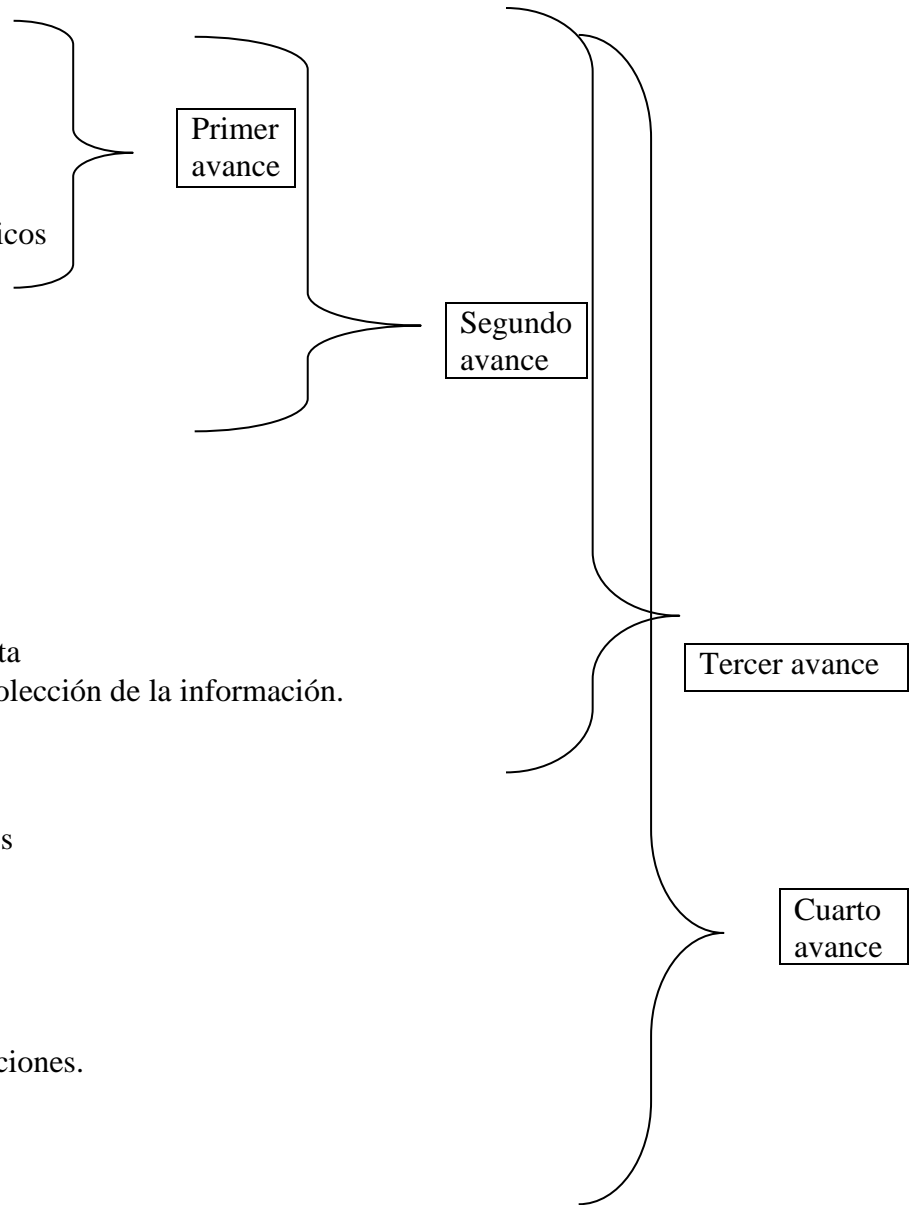 Primer
avance
icos
Segundo
avance
ta
olección de la información.
Tercer avance
s
Cuarto
avance
ciones.